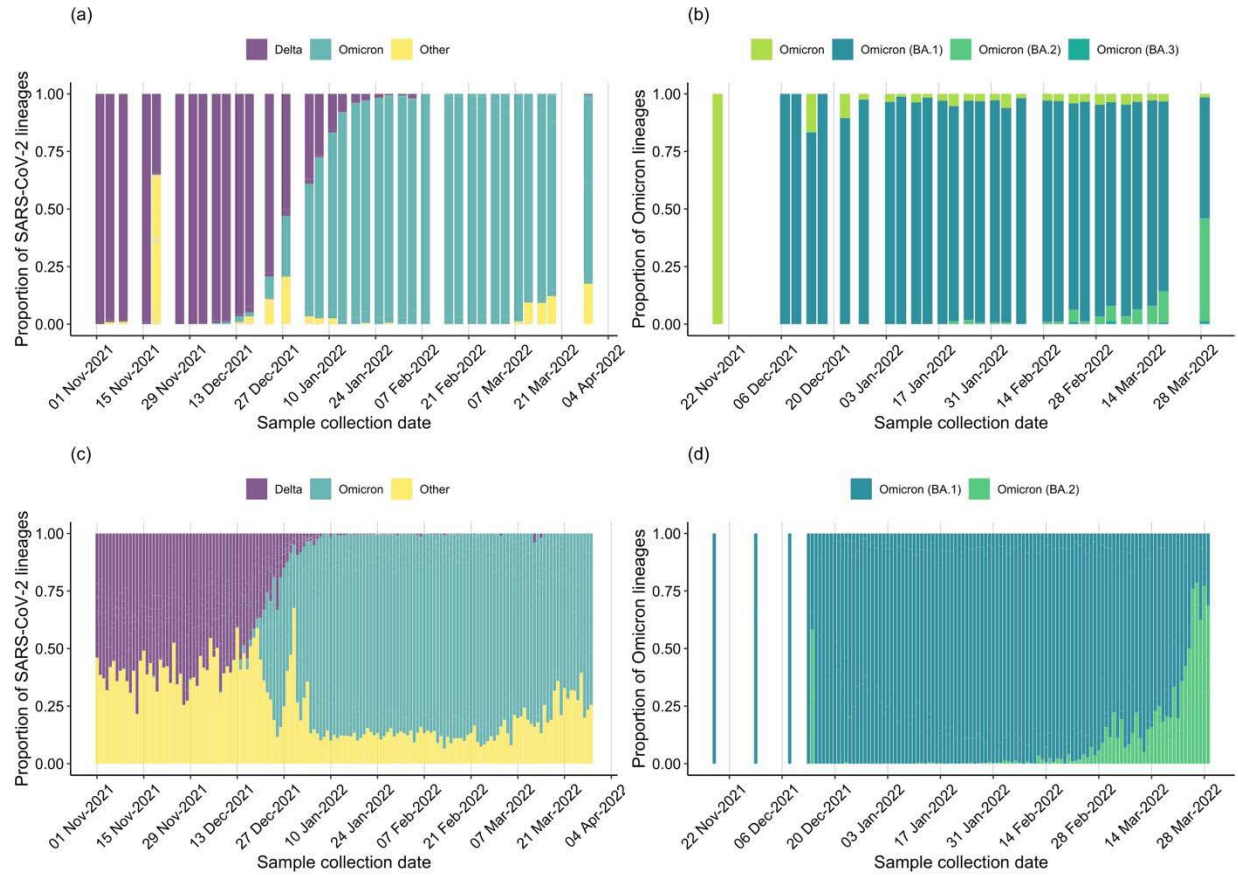 (a)
Delta Omicron Other
Proportion of SARS-CoV-2 lineages
1.00
0.75
0.50
0.25
0.00
01 Nov-2021
15 Nov-2021
29 Nov-2021
13 Dec-2021
27 Dec-2021
10 Jan-2022
24 Jan-2022
07 Feb-2022
21 Feb-2022
07 Mar-2022
21 Mar-2022
04 Apr-2022
Sample collection date
(b)
Omicron Omicron (BA.1) Omicron (BA.2) Omicron (BA.3)
Proportion of Omicron lineages
1.00
0.75
0.50
0.25
0.00
22 Nov-2021
06 Dec-2021
20 Dec-2021
03 Jan-2022
17 Jan-2022
31 Jan-2022
14 Feb-2022
28 Feb-2022
14 Mar-2022
28 Mar-2022
Sample collection date
(c)
Delta Omicron Other
Proportion of SARS-CoV-2 lineages
1.00
0.75
0.50
0.25
0.00
01 Nov-2021
15 Nov-2021
29 Nov-2021
13 Dec-2021
27 Dec-2021
10 Jan-2022
24 Jan-2022
07 Feb-2022
21 Feb-2022
07 Mar-2022
21 Mar-2022
04 Apr-2022
Sample collection date
(d)
Omicron (BA.1) Omicron (BA.2)
Proportion of Omicron lineages
1.00
0.75
0.50
0.25
0.00
22 Nov-2021
06 Dec-2021
20 Dec-2021
03 Jan-2022
17 Jan-2022
31 Jan-2022
14 Feb-2022
28 Feb-2022
14 Mar-2022
28 Mar-2022
Sample collection date